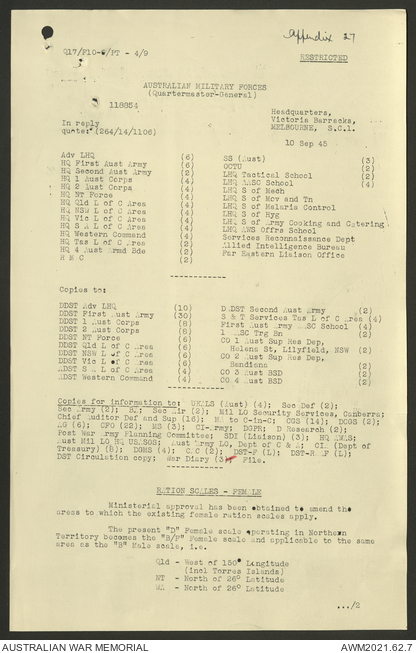 Appendix 27
Q17/F10-6/PT - 4/9
RESTRICTED
AUSTRALIAN MILITARY FORCES
(Quartermaster-General)
118854
Headquarters,
Victoria Barracks,
MELBOURNE, S.C.1.
In reply
quote: (264/14/1106)
10 Sep 45
Adv LHQ (6)
HQ First Aust Army (6)
HQ Second Aust Army (2)
HQ 1 Aust Corps (4)
HQ 2 Aust Corps (4)
HQ NT Force (4)
HQ Qld L of C Area (4)
HQ NSW L of C Area (4)
HQ Vic L of C Area (4)
HQ S A L of C Area (4)
HQ Western Command (4)
HQ Tas L of C Area (2)
HQ 4 Aust Armd Bde (2)
R M C (2)
SS (Aust) (3)
OCTU (2)
LHQ Tactical School (2)
LHQ AASC School (4)
LHQ S of Mech
LHQ S of Mov and Tn
LHQ S of Malaria Control
LHQ S of Hyg
LHQ S of Army Cooking and Catering
LHQ AWS Offrs School
Services Reconnaissance Dept
Allied Intelligence Bureau
Far Eastern Liaison Office
Copies to:
DDST Adv LHQ (10)
DDST First Aust Army (30)
DDST 1 Aust Corps (8)
DDST 2 Aust Corps (8)
DDST NT Force (6)
DDST Qld L of C Area (6)
DDST NSW L of C Area (6)
DDST Vic L of C Area (6)
ADST S A L of C Area (4)
ADST Western Command (4)
DADST Second Aust Army (2)
S & T Services Tas L of C Area (4)
First Aust Army AASC School (4)
1 AASC Trg Bn (2)
CO 1 Aust Sup Res Dep,
Helena St, Lilyfield, NSW (2)
CO 2 Aust Sup Res Dep,
Bandiana (2)
CO 3 Aust BSD (2)
CO 4 Aust BSD (2)
Copies for information to: (Aust) (4); Sec Def (2);
Sec Army (2); Sec Air (2); Mil LO Security Services, Canberra;
Chief Auditor Def and Sup (16); to C-in-C; CGS (14); DCGS (2);
AG (6); CFO (22); MS (3); CI-Army; DGPR; D Research (2);
Post War Army Planning Committee; SDI (Liaison) (3); HQ
Aust Mil LO HQ Aust Army LO, Dept of C & A; (Dept of
Treasury) (B); DGMS (4); (2); DST-F (L); (L);
DST Circulation copy; War Diary (3); File.
RATION SCALES - FEMALE
Ministerial approval has been obtained to amend the
areas to which the existing female ration scales apply.
The present "D" Female scale operating in Northern
Territory becomes the "B/F" Female scale and applicable to the same
area as the "B" Male scale, i.e.
Qld - West of 150° Longitude
(incl Torres Islands)
NT - North of 26° Latitude
WA - North of 26° Latitude
.../2
AUSTRALIAN WAR MEMORIAL
AWM2021.62.7